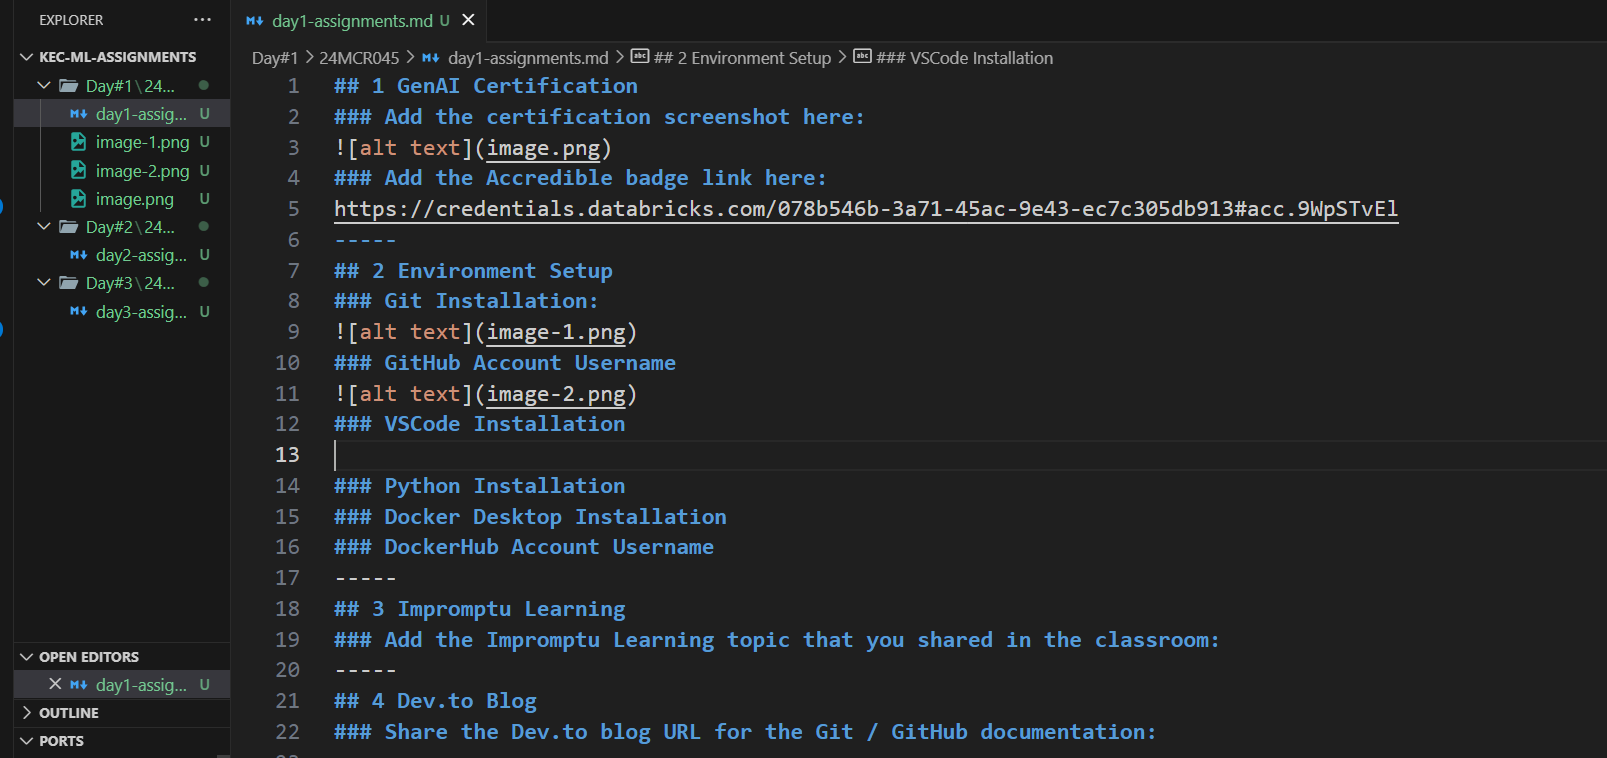 EXPLORER ...
KEC-ML-ASSIGNMENTS
Day#1\24...
day1-assig... U
image-1.png U
image-2.png U
image.png U
Day#2\24...
day2-assig... U
Day#3\24...
day3-assig... U
OPEN EDITORS
day1-assig... U
OUTLINE
PORTS
day1-assignments.md U
Day#1 > 24MCR045 > day1-assignments.md > abc ## 2 Environment Setup > abc ### VSCode Installation
1 ## 1 GenAI Certification
2 ### Add the certification screenshot here:
3 ![alt text](image.png)
4 ### Add the Accredible badge link here:
5 https://credentials.databricks.com/078b546b-3a71-45ac-9e43-ec7c305db913#acc.9WpSTvEl
6 -----
7 ## 2 Environment Setup
8 ### Git Installation:
9 ![alt text](image-1.png)
10 ### GitHub Account Username
11 ![alt text](image-2.png)
12 ### VSCode Installation
13
14 ### Python Installation
15 ### Docker Desktop Installation
16 ### DockerHub Account Username
17 -----
18 ## 3 Impromptu Learning
19 ### Add the Impromptu Learning topic that you shared in the classroom:
20 -----
21 ## 4 Dev.to Blog
22 ### Share the Dev.to blog URL for the Git / GitHub documentation: